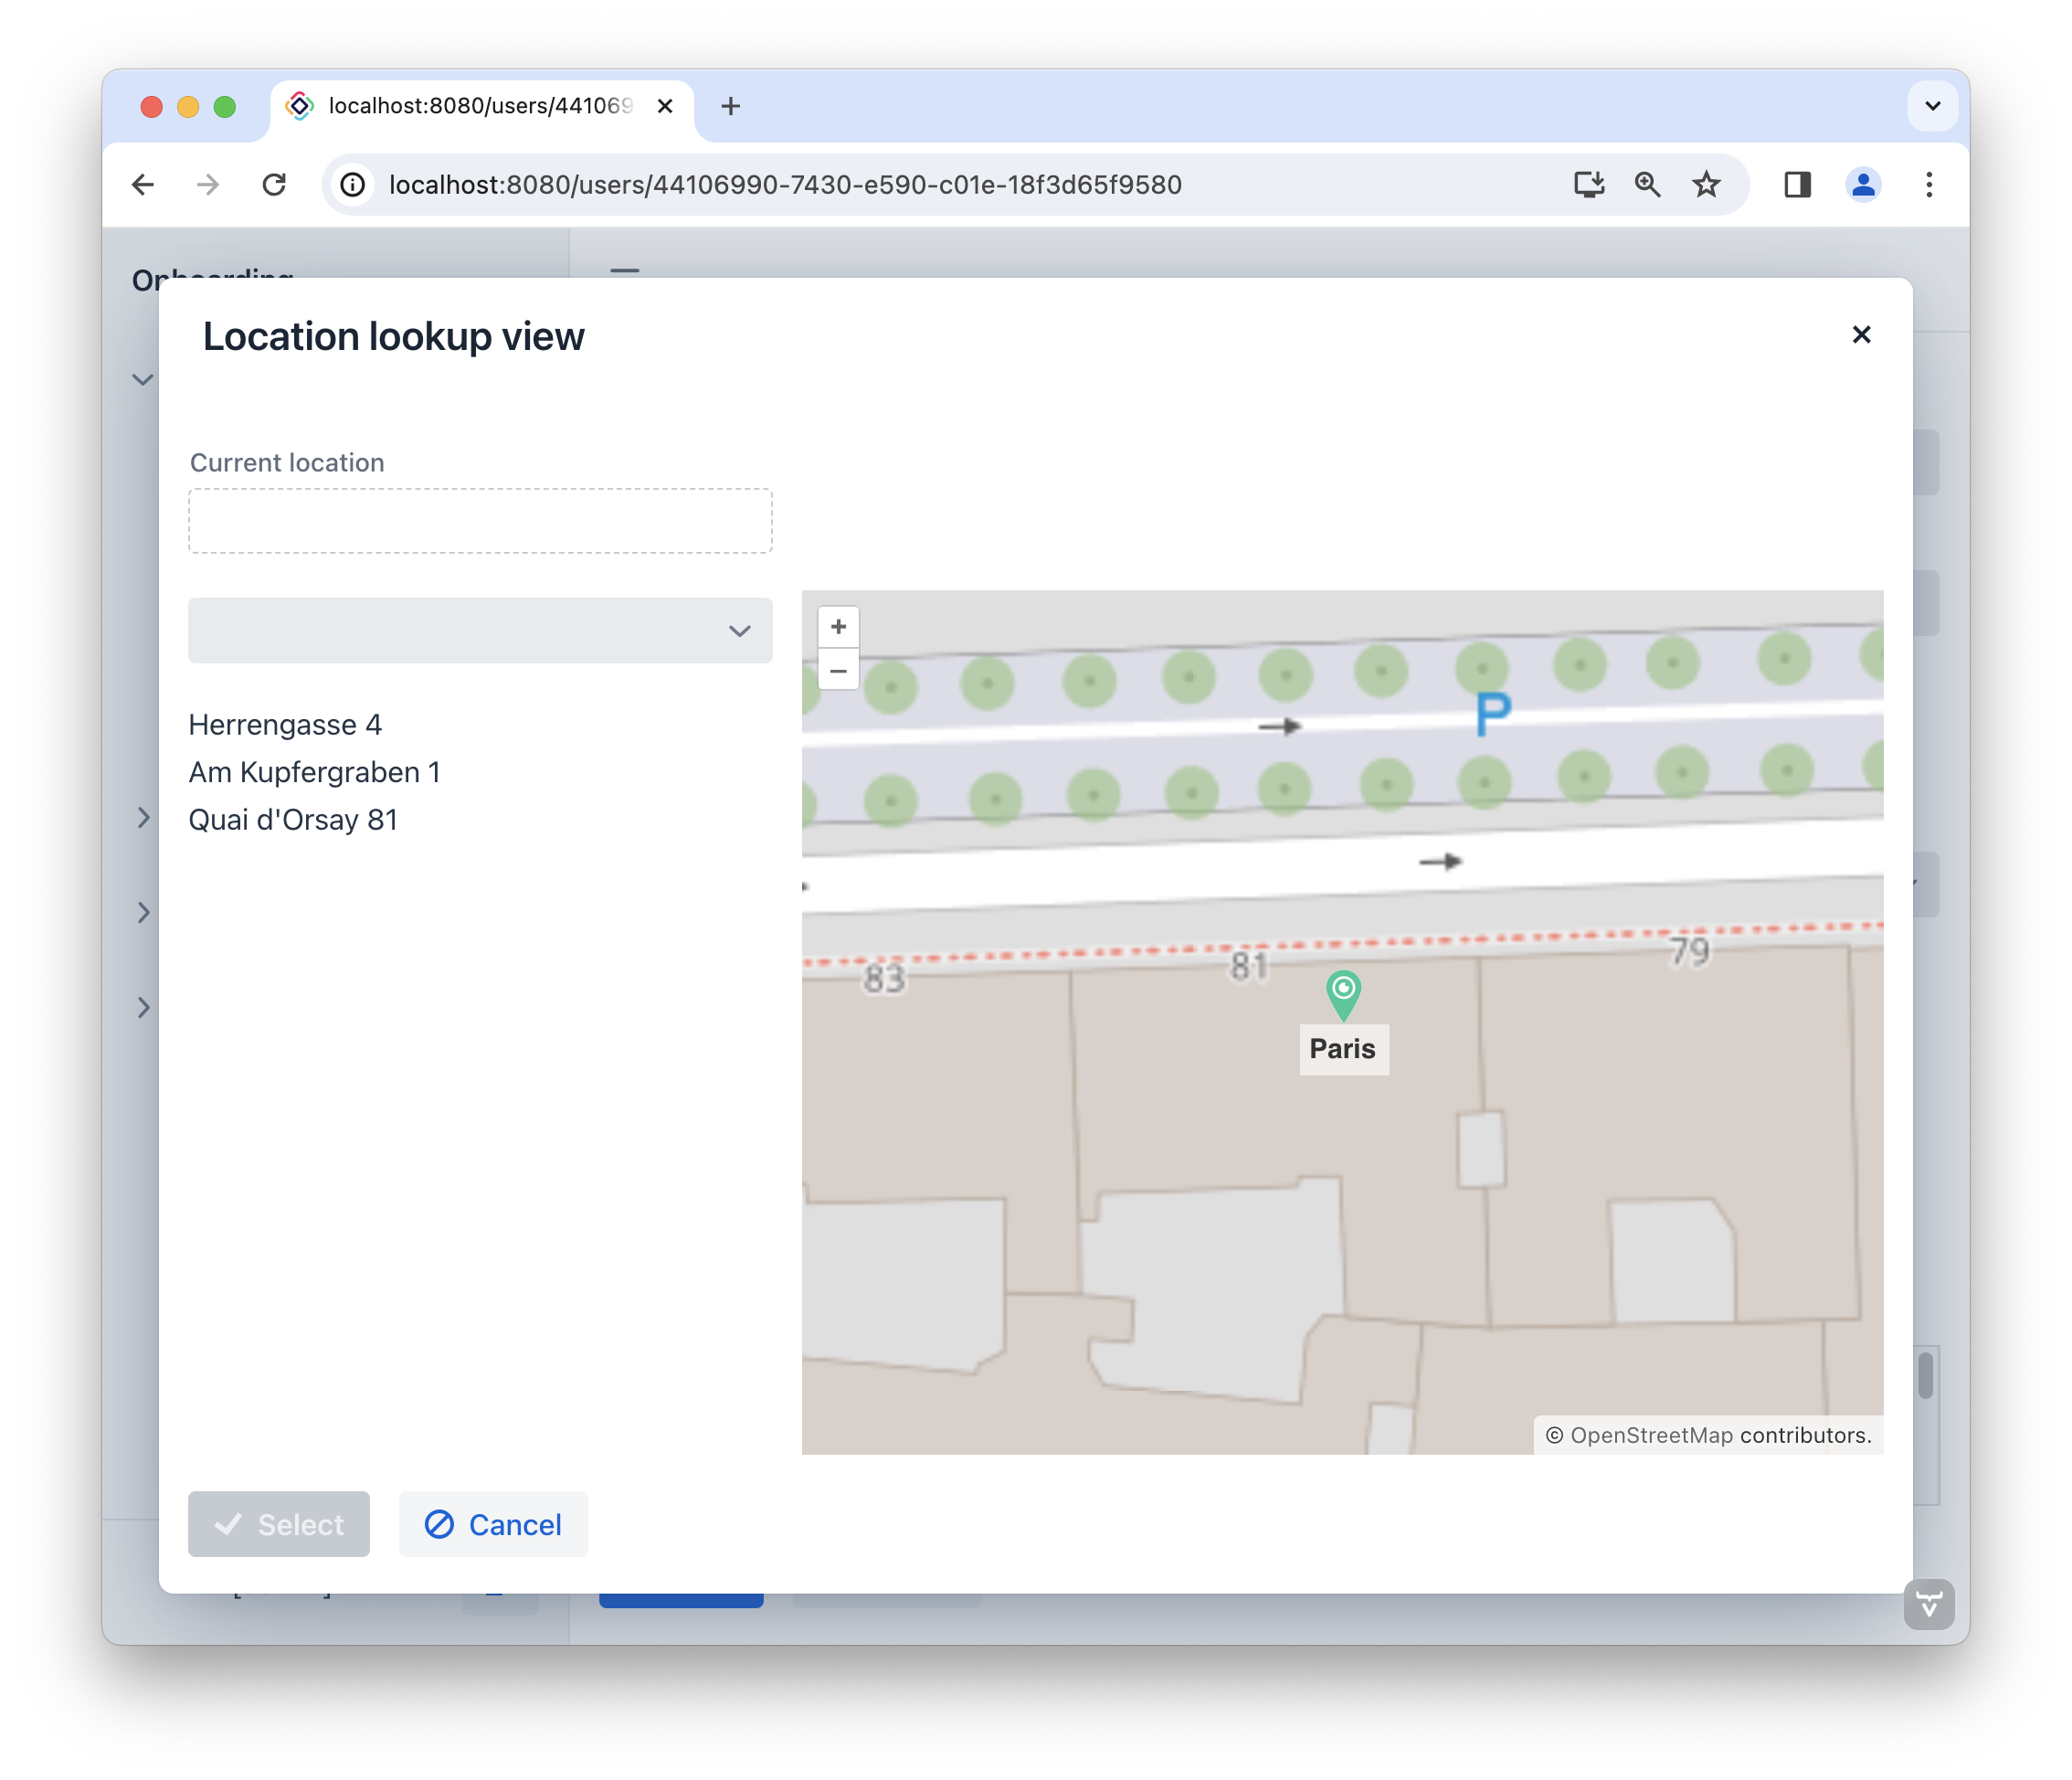 localhost:8080/users/441069
localhost:8080/users/44106990-7430-e590-c01e-18f3d65f9580
Onboarding
Location lookup view
Current location
Herrengasse 4
Am Kupfergraben 1
Quai d'Orsay 81
+
−
P
83
81
79
Paris
© OpenStreetMap contributors.
Select
Cancel